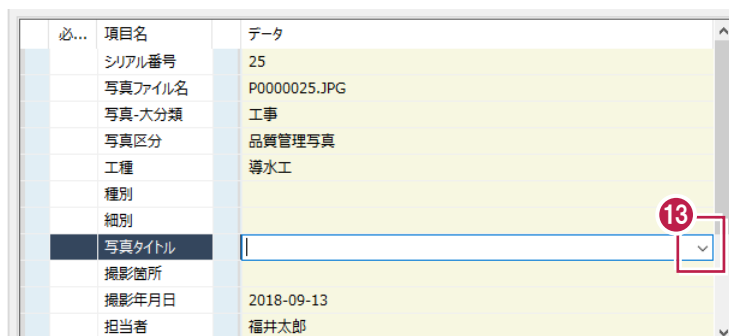 必... 項目名 データ
シリアル番号 25
写真ファイル名 P0000025.JPG
写真-大分類 工事
写真区分 品質管理写真
工種 導水工
種別
細別
13
写真タイトル
撮影箇所
撮影年月日 2018-09-13
担当者 福井太郎